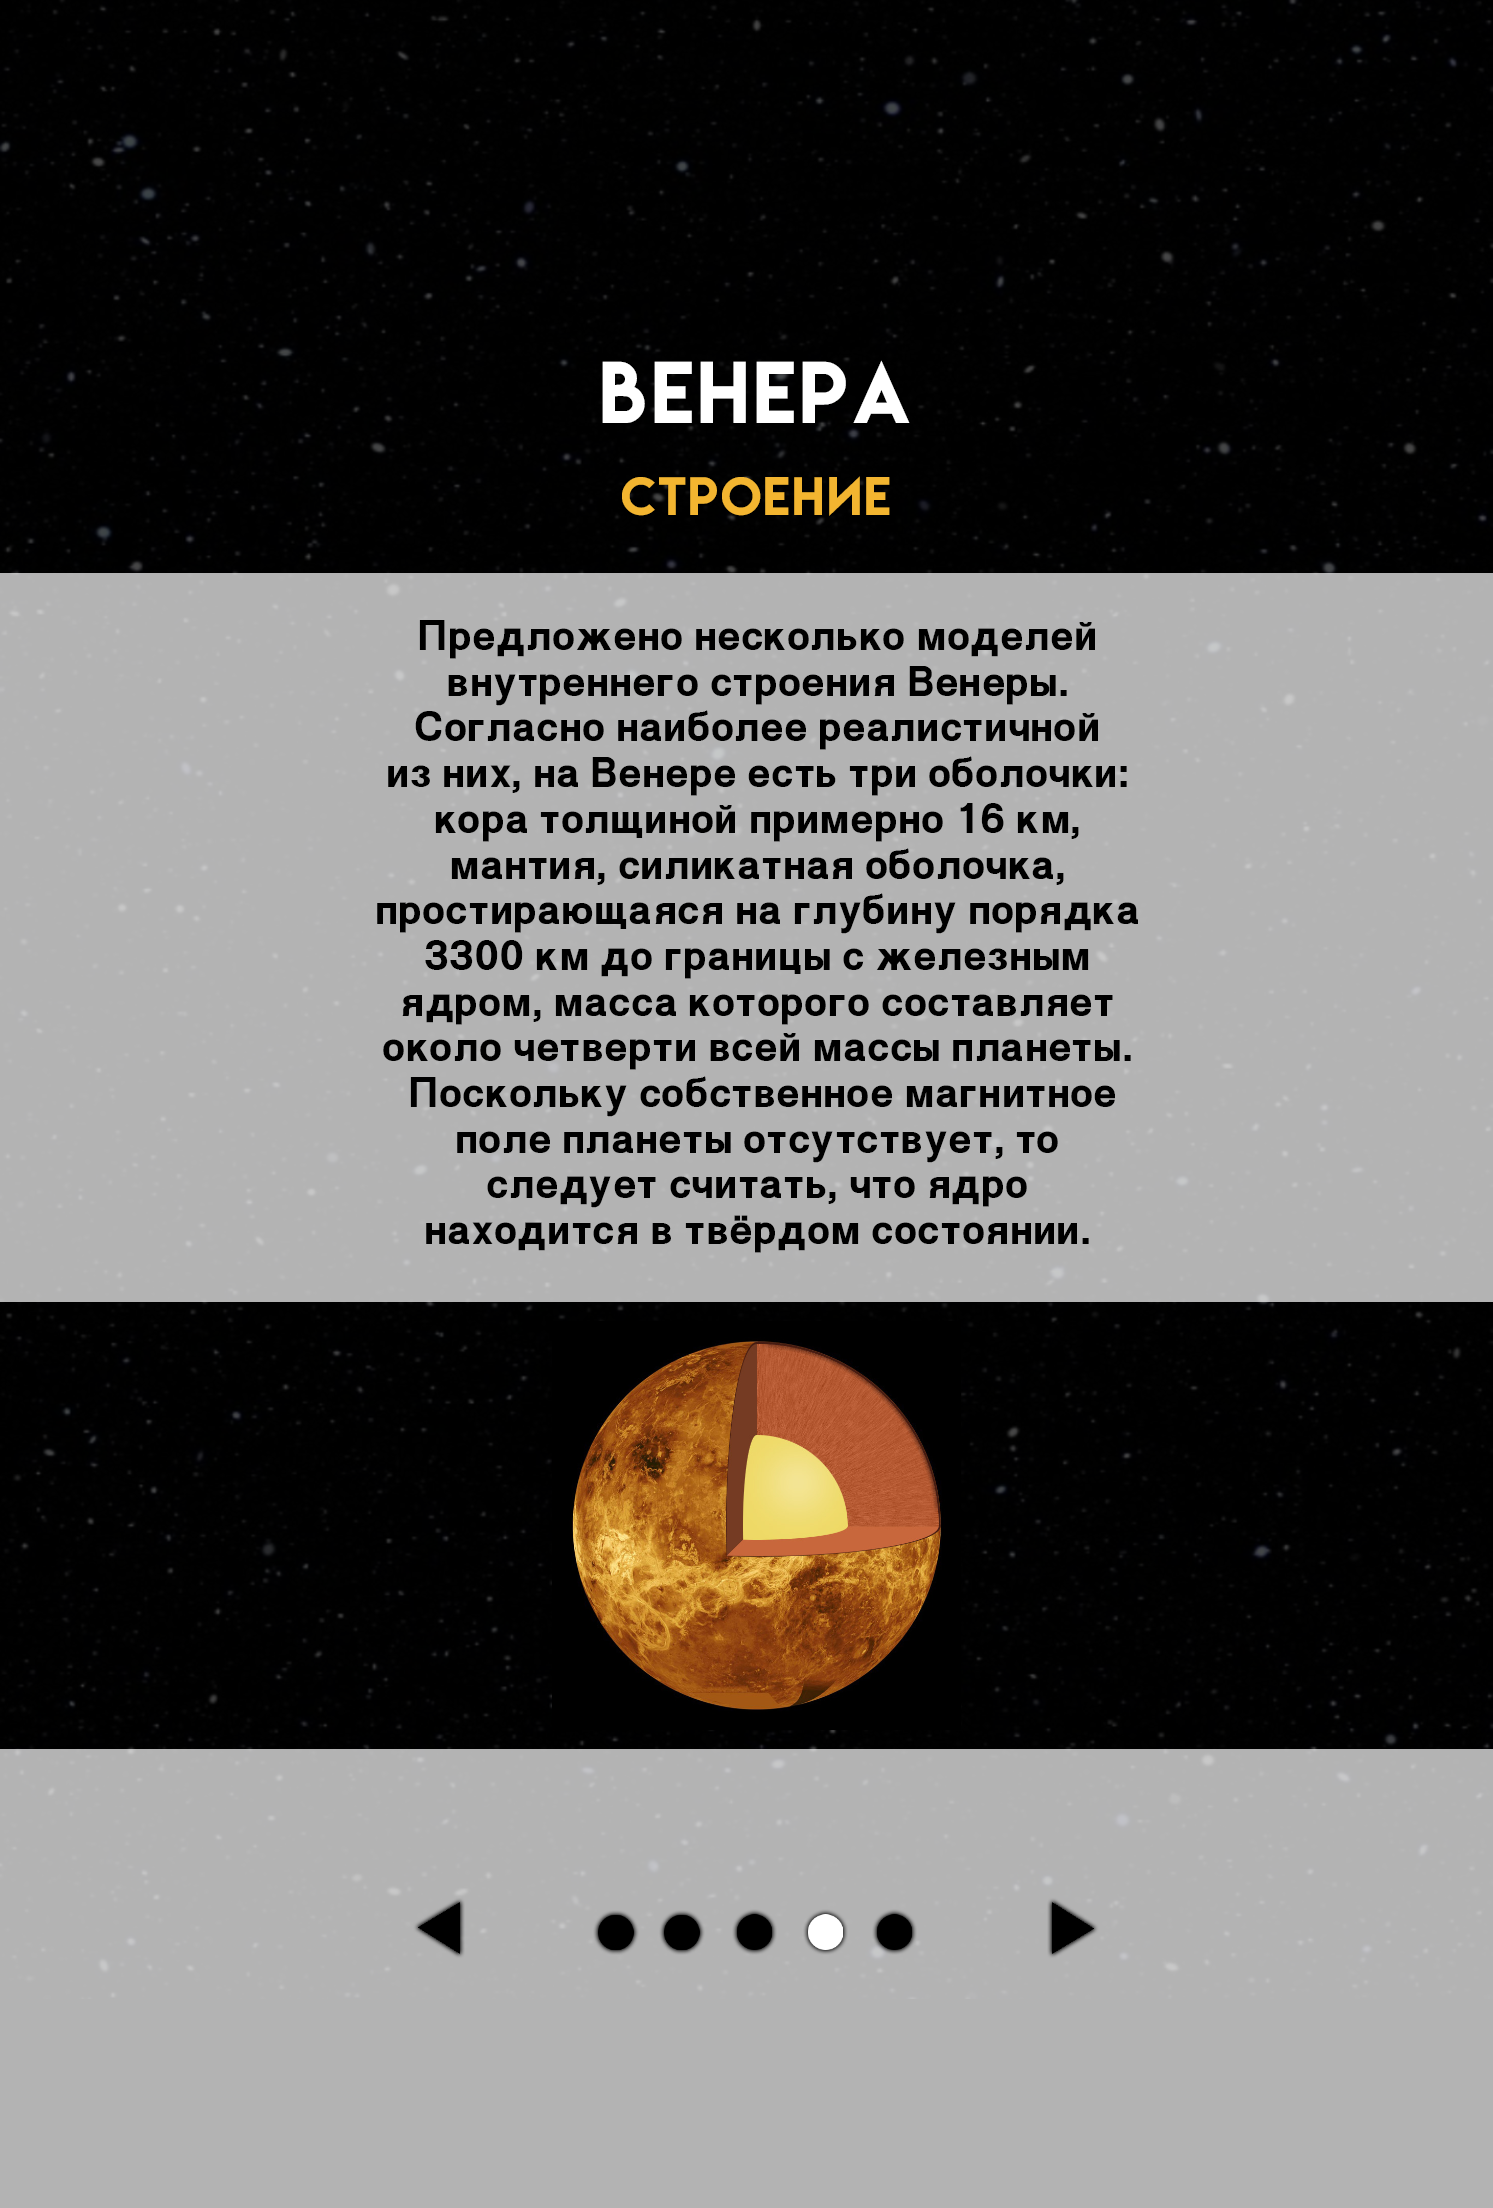 ВЕНЕРА
СТРОЕНИЕ
Предложено несколько моделей
внутреннего строения Венеры.
Согласно наиболее реалистичной
из них, на Венере есть три оболочки:
кора толщиной примерно 16 км,
мантия, силикатная оболочка,
простирающаяся на глубину порядка
3300 км до границы с железным
ядром, масса которого составляет
около четверти всей массы планеты.
Поскольку собственное магнитное
поле планеты отсутствует, то
следует считать, что ядро
находится в твёрдом состоянии.